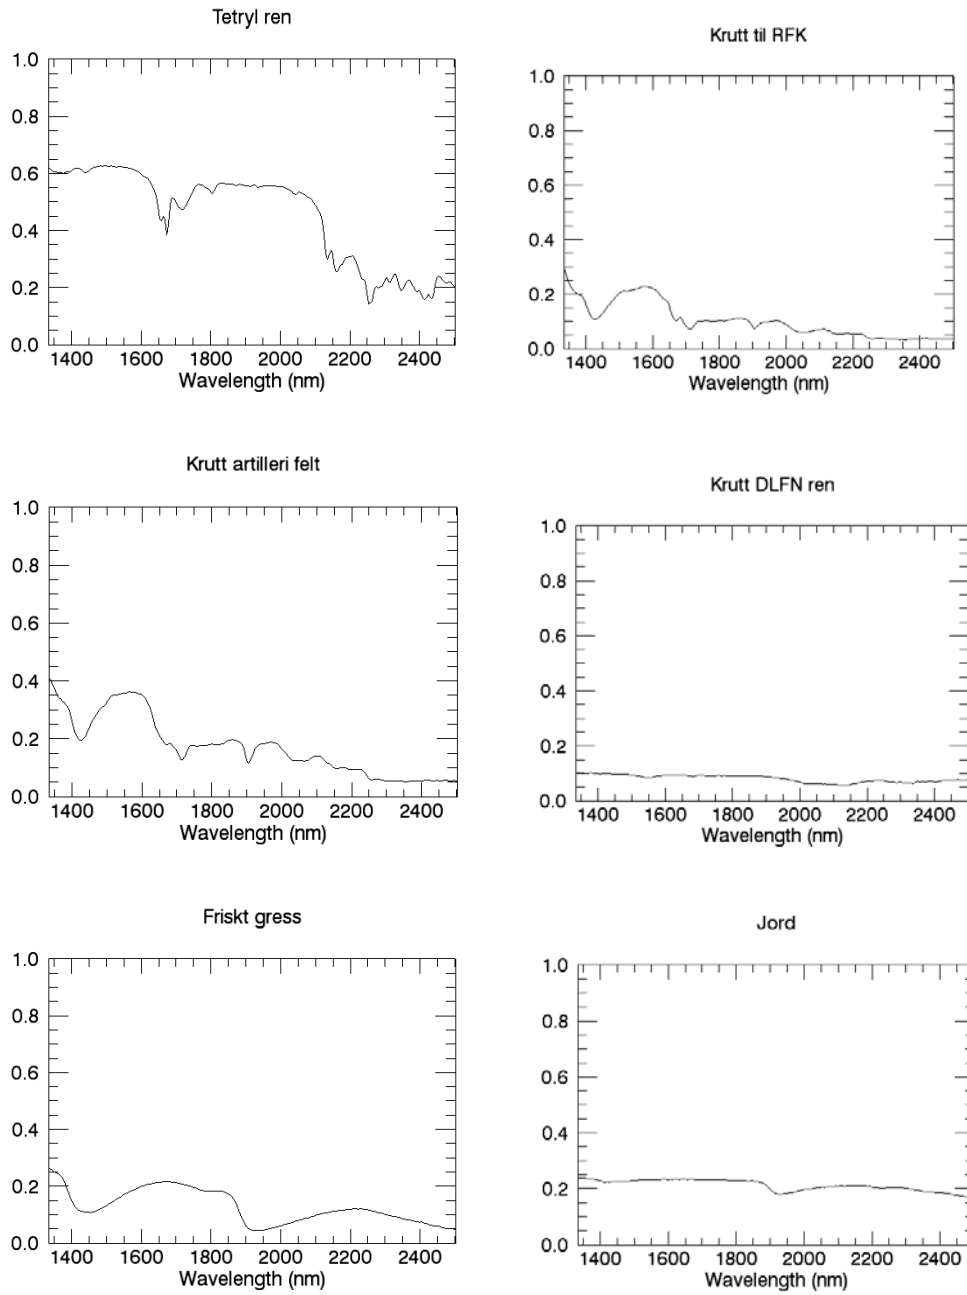 Tetryl ren
1.0
0.8
0.6
0.4
0.2
0.0
1400 1600 1800 2000 2200 2400
Wavelength (nm)
Krutt til RFK
1.0
0.8
0.6
0.4
0.2
0.0
1400 1600 1800 2000 2200 2400
Wavelength (nm)
Krutt artilleri felt
1.0
0.8
0.6
0.4
0.2
0.0
1400 1600 1800 2000 2200 2400
Wavelength (nm)
Krutt DLFN ren
1.0
0.8
0.6
0.4
0.2
0.0
1400 1600 1800 2000 2200 2400
Wavelength (nm)
Friskt gress
1.0
0.8
0.6
0.4
0.2
0.0
1400 1600 1800 2000 2200 2400
Wavelength (nm)
Jord
1.0
0.8
0.6
0.4
0.2
0.0
1400 1600 1800 2000 2200 2400
Wavelength (nm)